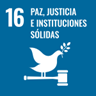 16 PAZ, JUSTICIA
E INSTITUCIONES
SÓLIDAS